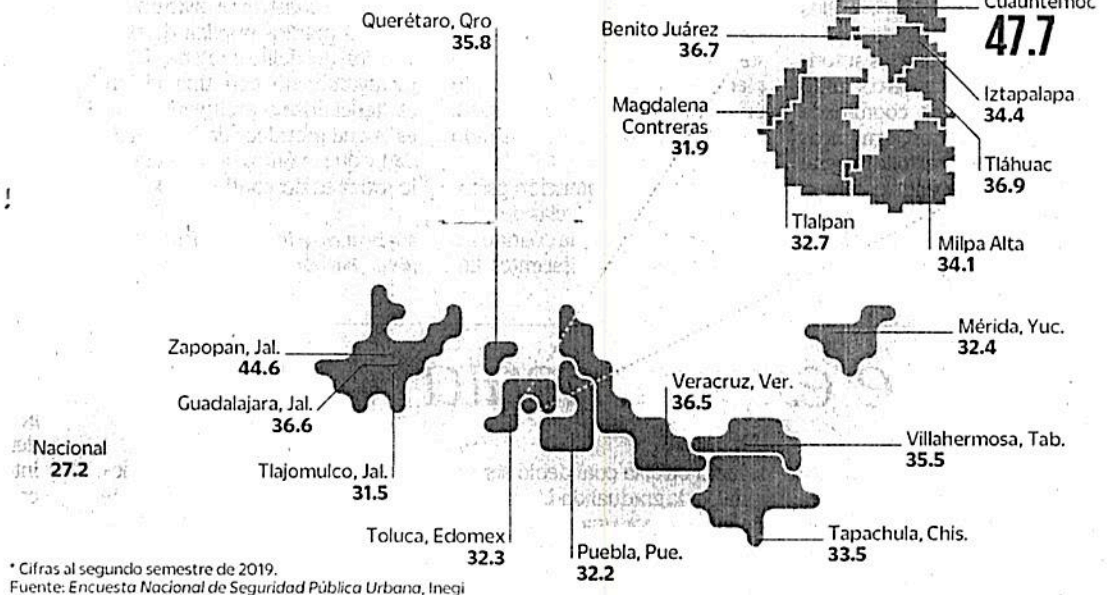 Cuauhtémoc
47.7
Querétaro, Qro
35.8
Benito Juárez
36.7
Iztapalapa
34.4
Magdalena
Contreras
31.9
Tláhuac
36.9
Tlalpan
32.7
Milpa Alta
34.1
Zapopán, Jal.
44.6
Mérida, Yuc.
32.4
Guadalajara, Jal.
36.6
Veracruz, Ver.
36.5
Nacional
27.2
Tlajomulco, Jal.
31.5
Villahermosa, Tab.
35.5
Toluca, Edomex
32.3
Puebla, Pue.
32.2
Tapachula, Chis.
33.5
* Cifras al segundo semestre de 2019.
Fuente: Encuesta Nacional de Seguridad Pública Urbana, Inegi